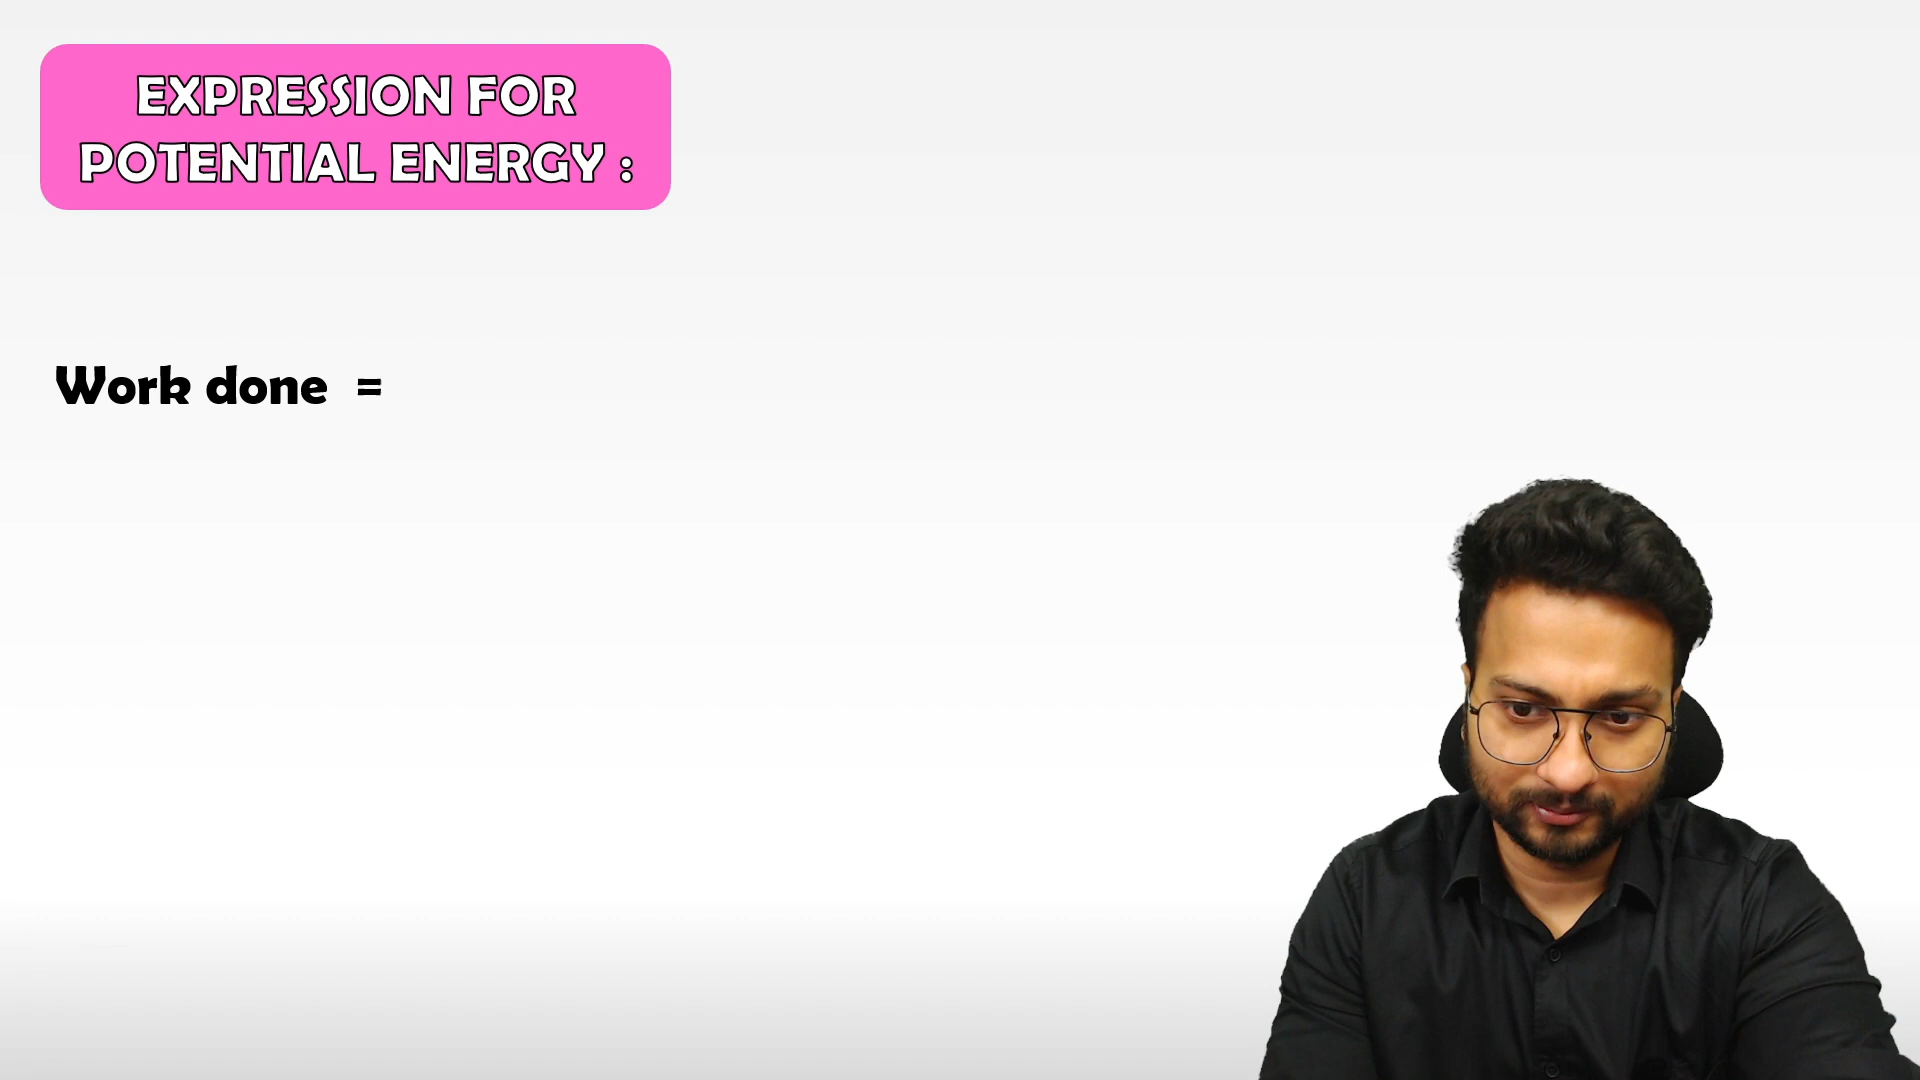 EXPRESSION FOR
POTENTIAL ENERGY :
Work done =